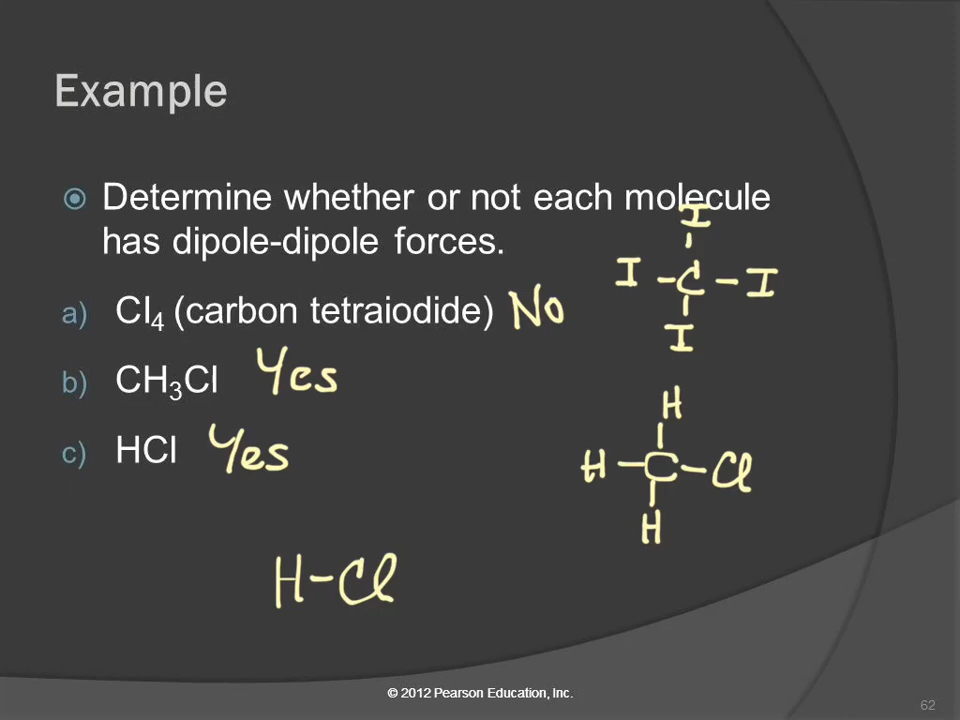 Example
Determine whether or not each molecule
has dipole-dipole forces.
a) CI4 (carbon tetraiodide) No
b) CH3Cl Yes
c) HCl Yes
I
I - C - I
I
H
H - C - Cl
H
H-Cl
© 2012 Pearson Education, Inc.
62